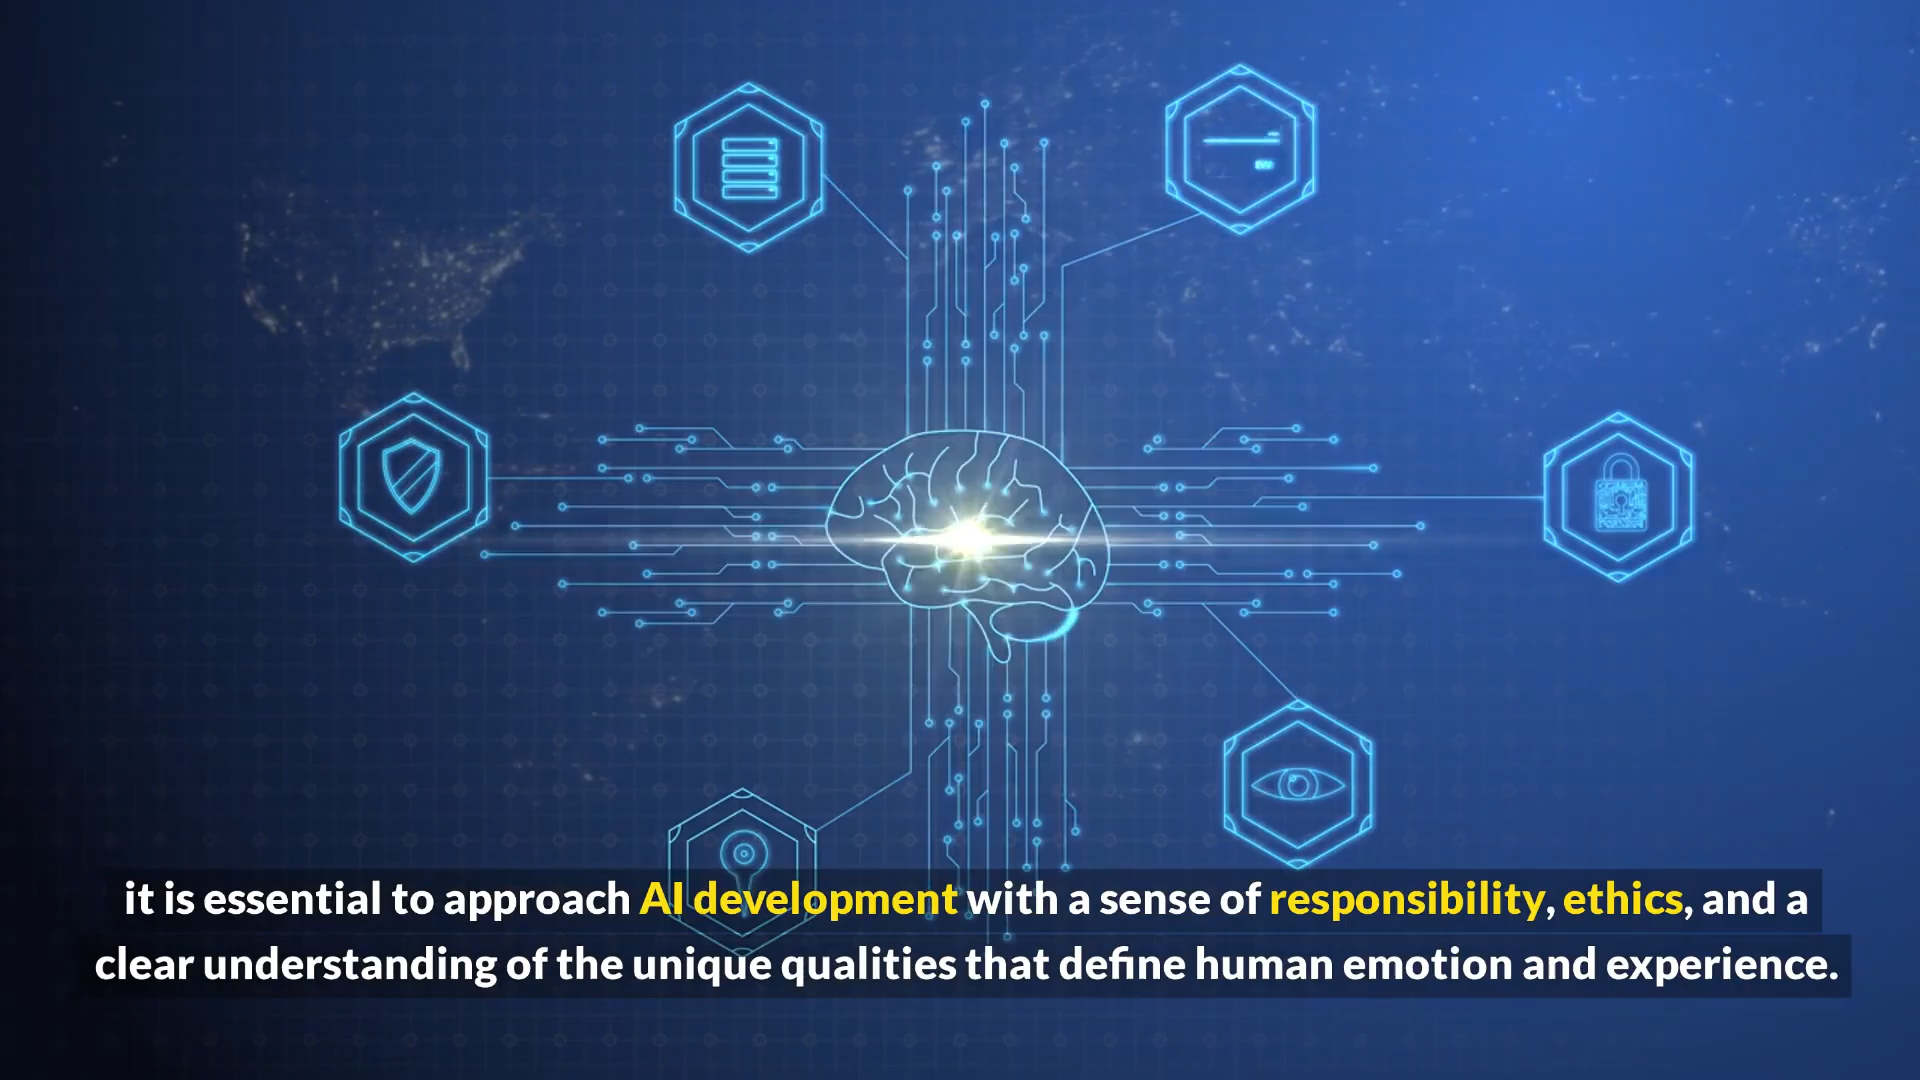 it is essential to approach AI development with a sense of responsibility, ethics, and a
clear understanding of the unique qualities that define human emotion and experience.